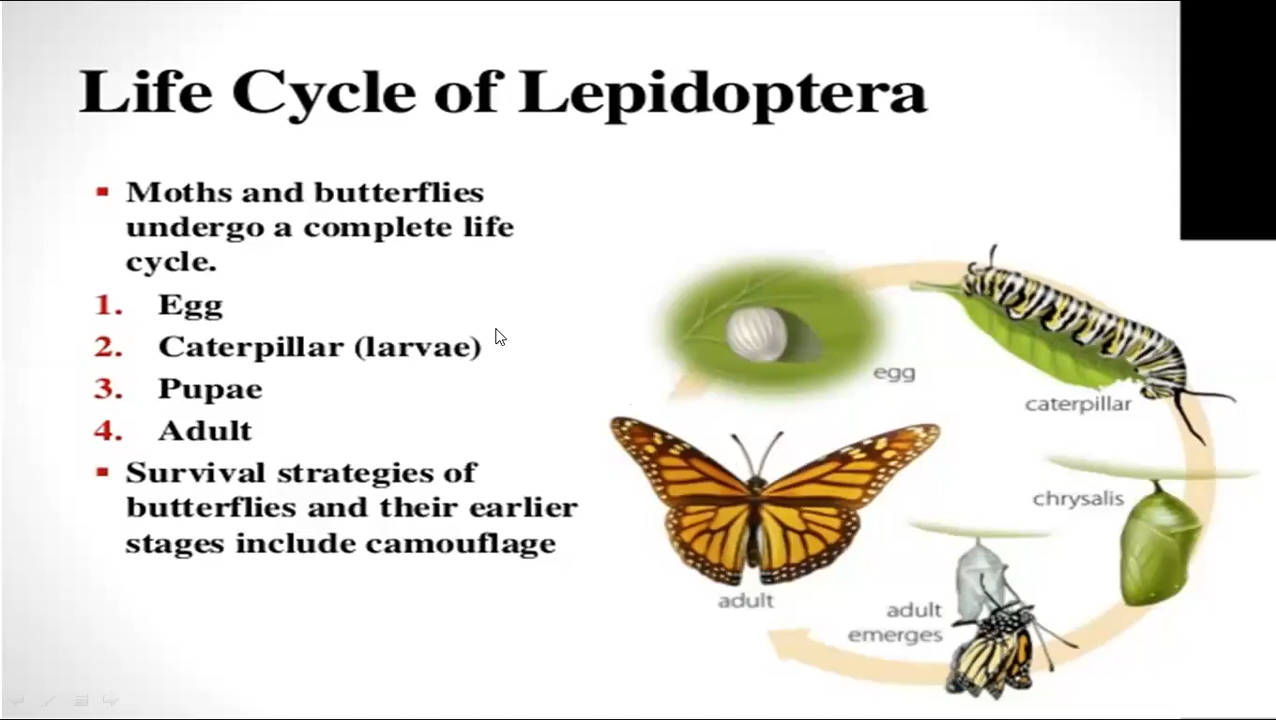 Life Cycle of Lepidoptera
▪ Moths and butterflies
undergo a complete life
cycle.
1. Egg
2. Caterpillar (larvae)
3. Pupae
4. Adult
▪ Survival strategies of
butterflies and their earlier
stages include camouflage
egg
caterpillar
chrysalis
adult
emerges
adult